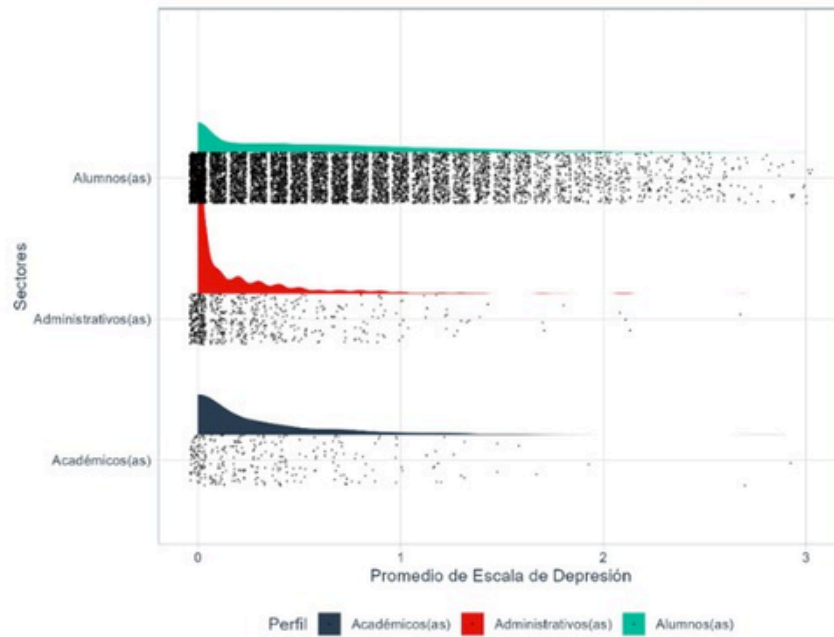 Sectores
Alumnos(as)
Administrativos(as)
Académicos(as)
0 1 2 3
Promedio de Escala de Depresión
Perfil Académicos(as) Administrativos(as) Alumnos(as)